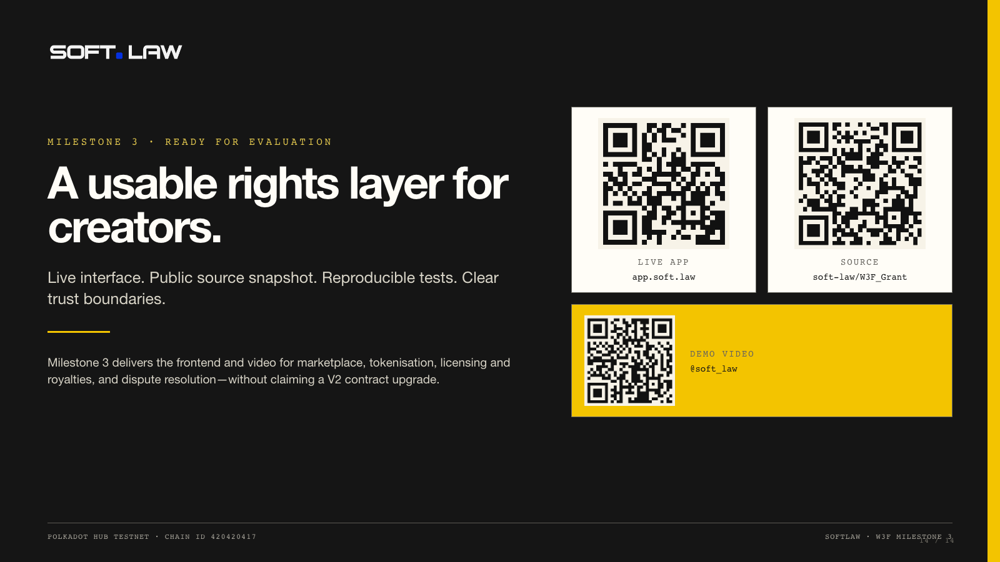 SOFT.LAW
MILESTONE 3 · READY FOR EVALUATION
A usable rights layer for
creators.
Live interface. Public source snapshot. Reproducible tests. Clear
trust boundaries.
Milestone 3 delivers the frontend and video for marketplace, tokenisation, licensing and
royalties, and dispute resolution—without claiming a V2 contract upgrade.
LIVE APP
app.soft.law
SOURCE
soft-law/W3F_Grant
DEMO VIDEO
@soft_law
POLKADOT HUB TESTNET · CHAIN ID 420420417
SOFTLAW · W3F MILESTONE 3
14 / 14